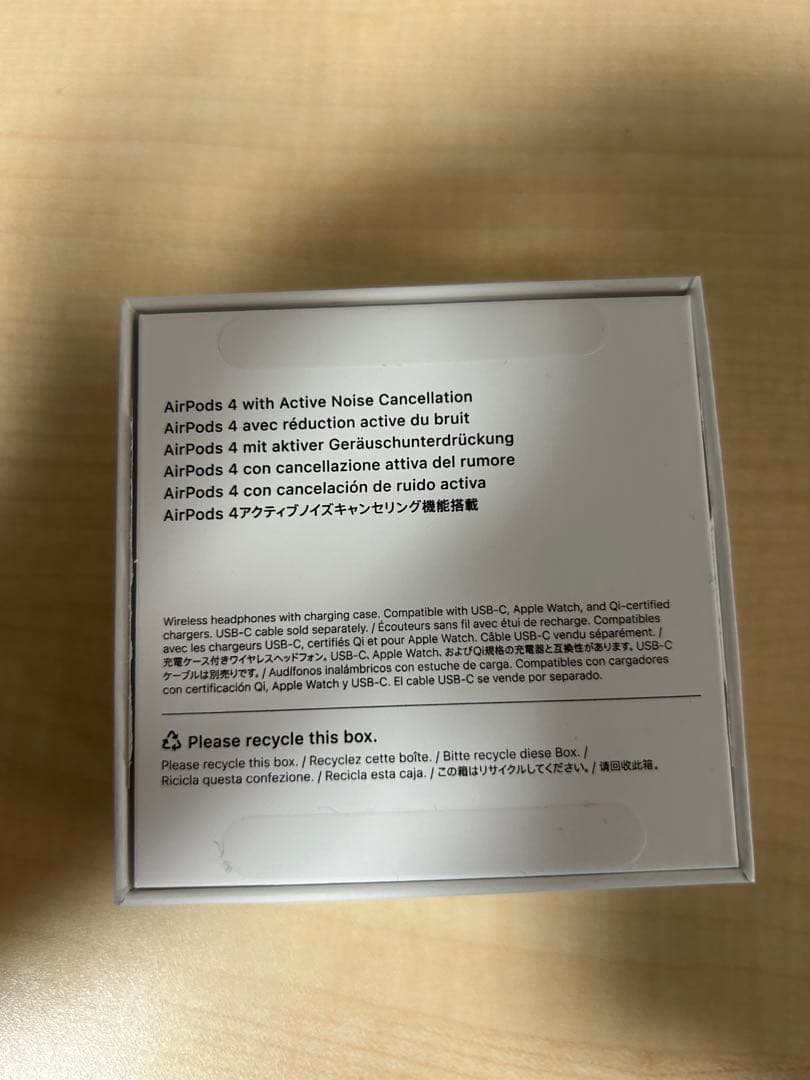 AirPods 4 with Active Noise Cancellation
AirPods 4 avec réduction active du bruit
AirPods 4 mit aktiver Geräuschunterdrückung
AirPods 4 con cancellazione attiva del rumore
AirPods 4 con cancelación de ruido activa
AirPods 4アクティブノイズキャンセリング機能搭載
Wireless headphones with charging case. Compatible with USB-C, Apple Watch, and Qi-certified
chargers. USB-C cable sold separately. / Écouteurs sans fil avec étui de recharge. Compatibles
avec les chargeurs USB-C, certifiés Qi et pour Apple Watch. Câble USB-C vendu séparément. /
充電ケース付きワイヤレスヘッドフォン。USB-C、Apple Watch、およびQi規格の充電器と互換性があります。USB-C
ケーブルは別売りです。/ Audífonos inalámbricos con estuche de carga. Compatibles con cargadores
con certificación Qi, Apple Watch y USB-C. El cable USB-C se vende por separado.
Please recycle this box.
Please recycle this box. / Recyclez cette boîte. / Bitte recycle diese Box. /
Ricicla questa confezione. / Recicla esta caja. / この箱はリサイクルしてください。/ 请回收此箱。